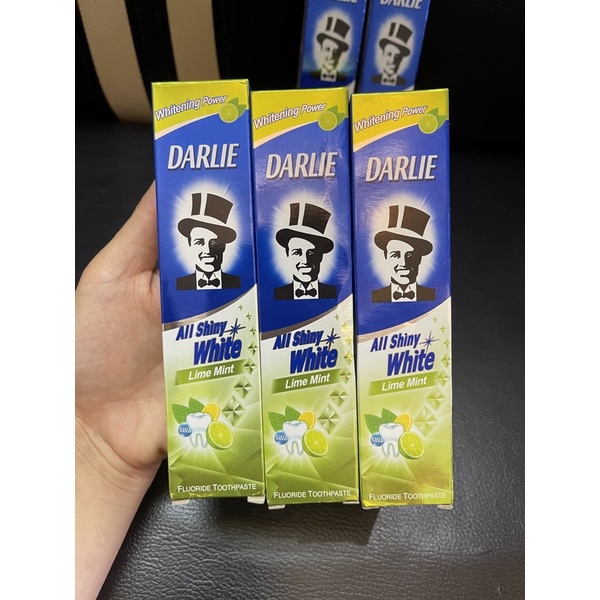 DARLIE
DARLIE
Whitening Power
DARLIE
All Shiny
White
Lime Mint
FLUORIDE TOOTHPASTE
Whitening Power
DARLIE
All Shiny
White
Lime Mint
FLUORIDE TOOTHPASTE
Whitening Power
DARLIE
All Shiny
White
Lime Mint
FLUORIDE TOOTHPASTE